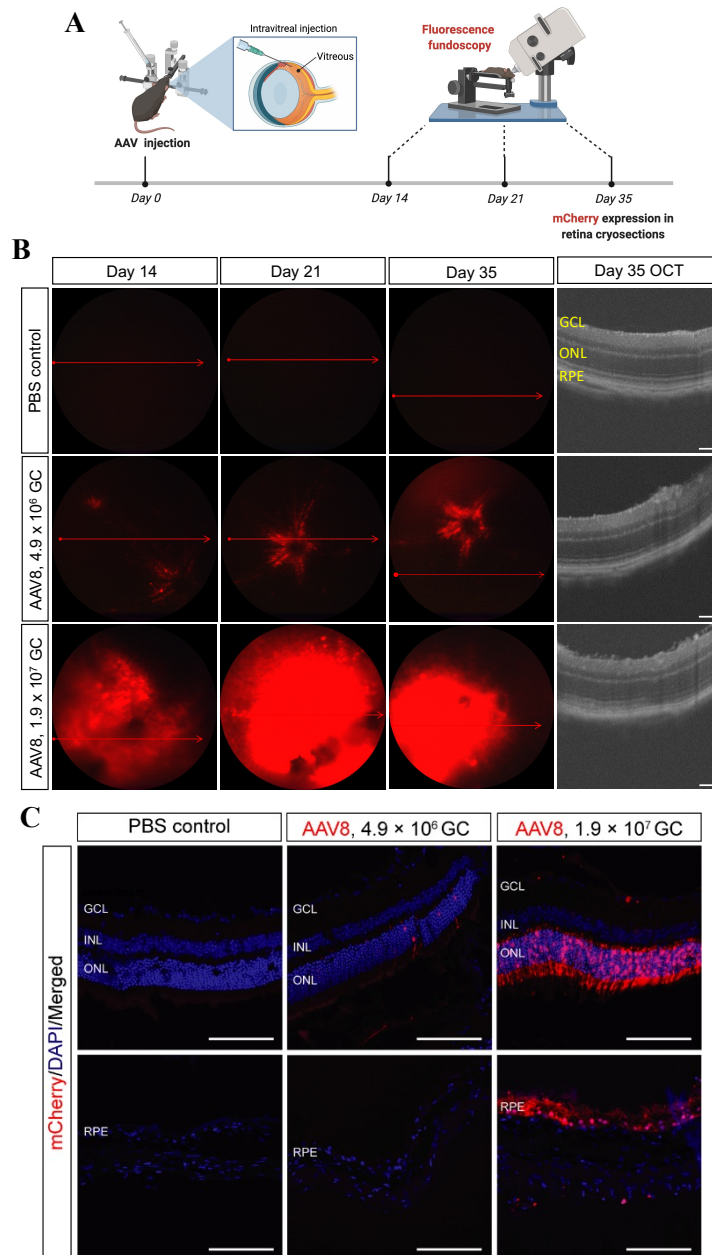 A
Intravitreal injection
Vitreous
Fluorescence
fundoscopy
AAV injection
Day 0
Day 14
Day 21
Day 35
mCherry expression in
retina cryosections
B
Day 14
Day 21
Day 35
Day 35 OCT
PBS control
GCL
ONL
RPE
AAV8, 4.9 x 10⁶ GC
AAV8, 1.9 x 10⁷ GC
C
PBS control
AAV8, 4.9 × 10⁶ GC
AAV8, 1.9 × 10⁷ GC
mCherry/DAPI/Merged
GCL
INL
ONL
GCL
INL
ONL
GCL
INL
ONL
RPE
RPE
RPE